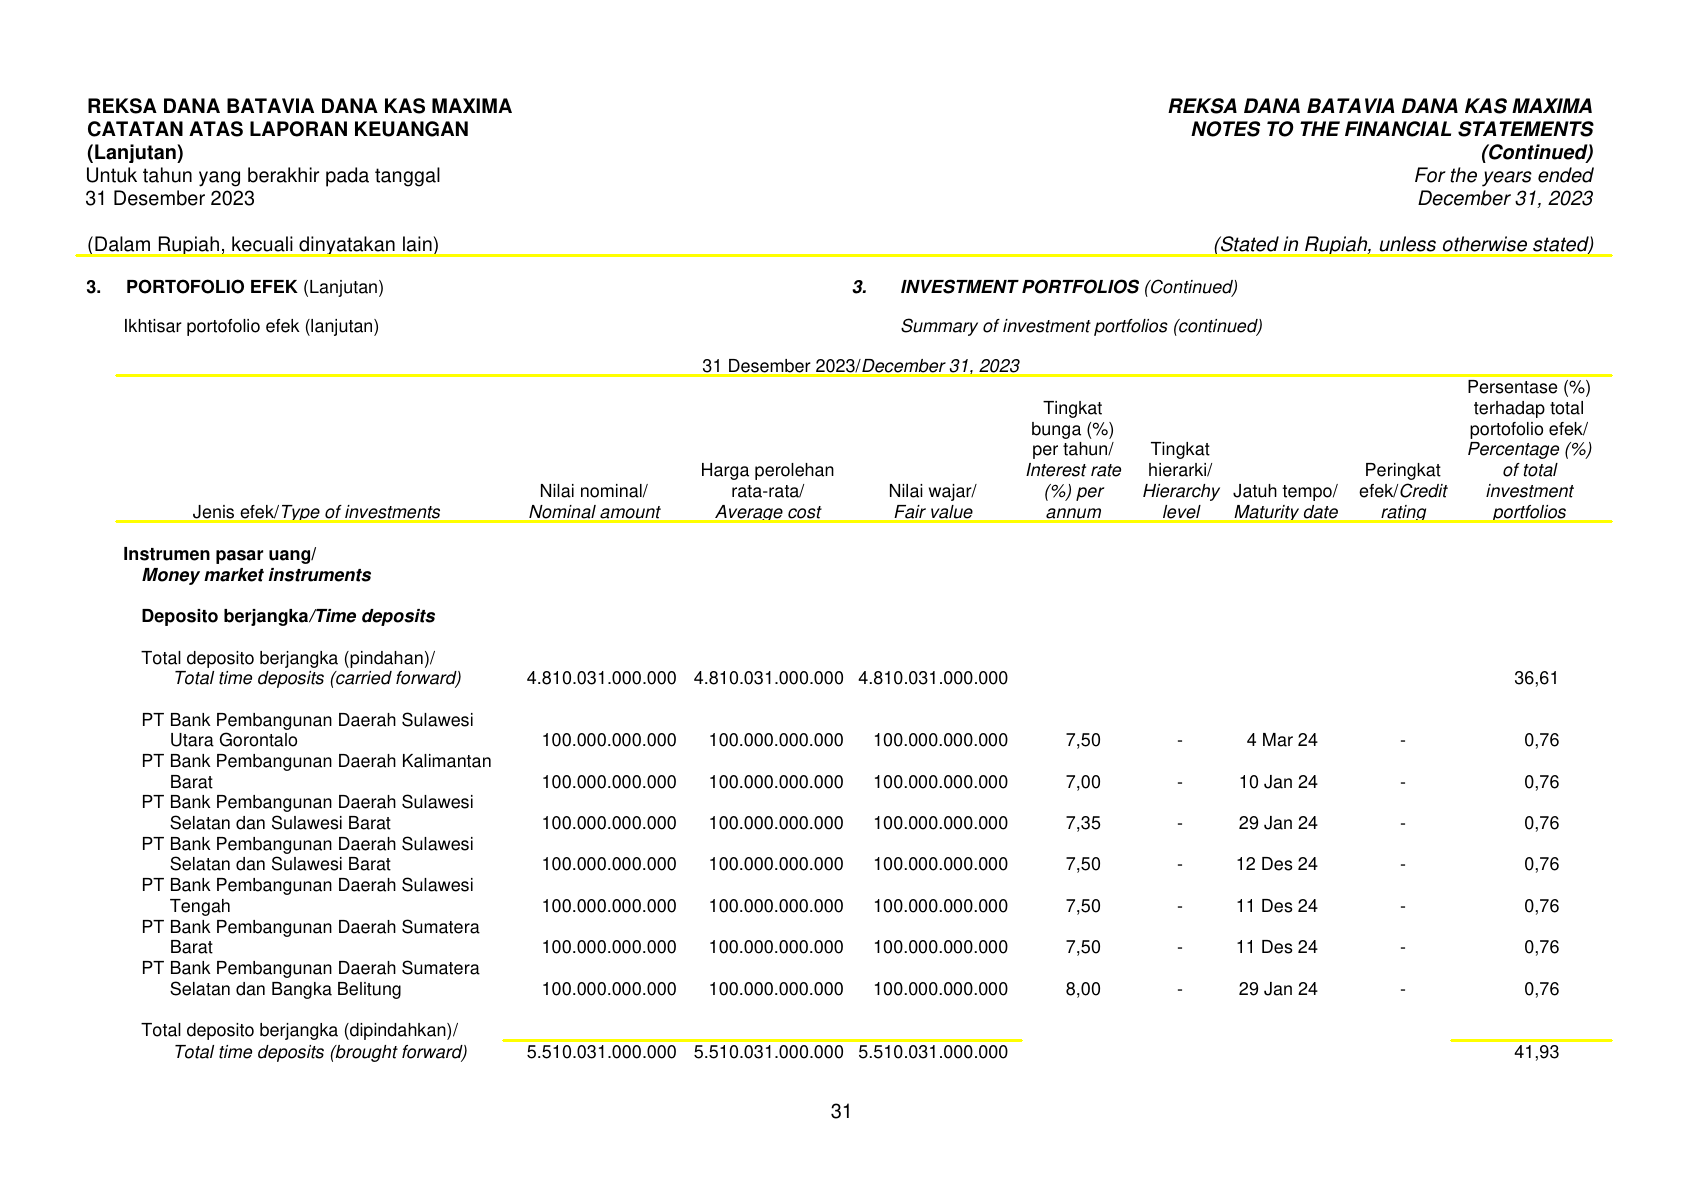 REKSA DANA BATAVIA DANA KAS MAXIMA
CATATAN ATAS LAPORAN KEUANGAN
(Lanjutan)
Untuk tahun yang berakhir pada tanggal
31 Desember 2023
(Dalam Rupiah, kecuali dinyatakan lain)
REKSA DANA BATAVIA DANA KAS MAXIMA
NOTES TO THE FINANCIAL STATEMENTS
(Continued)
For the years ended
December 31, 2023
(Stated in Rupiah, unless otherwise stated)
3. PORTOFOLIO EFEK (Lanjutan)
3. INVESTMENT PORTFOLIOS (Continued)
Ikhtisar portofolio efek (lanjutan)
Summary of investment portfolios (continued)
31 Desember 2023/December 31, 2023
Jenis efek/Type of investments
Nilai nominal/
Nominal amount
Harga perolehan
rata-rata/
Average cost
Nilai wajar/
Fair value
Tingkat
bunga (%)
per tahun/
Interest rate
(%) per
annum
Tingkat
hierarki/
Hierarchy
level
Jatuh tempo/
Maturity date
Peringkat
efek/Credit
rating
Persentase (%)
terhadap total
portofolio efek/
Percentage (%)
of total
investment
portfolios
Instrumen pasar uang/
Money market instruments
Deposito berjangka/Time deposits
Total deposito berjangka (pindahan)/
Total time deposits (carried forward) 4.810.031.000.000 4.810.031.000.000 4.810.031.000.000 36,61
PT Bank Pembangunan Daerah Sulawesi
Utara Gorontalo 100.000.000.000 100.000.000.000 100.000.000.000 7,50 - 4 Mar 24 - 0,76
PT Bank Pembangunan Daerah Kalimantan
Barat 100.000.000.000 100.000.000.000 100.000.000.000 7,00 - 10 Jan 24 - 0,76
PT Bank Pembangunan Daerah Sulawesi
Selatan dan Sulawesi Barat 100.000.000.000 100.000.000.000 100.000.000.000 7,35 - 29 Jan 24 - 0,76
PT Bank Pembangunan Daerah Sulawesi
Selatan dan Sulawesi Barat 100.000.000.000 100.000.000.000 100.000.000.000 7,50 - 12 Des 24 - 0,76
PT Bank Pembangunan Daerah Sulawesi
Tengah 100.000.000.000 100.000.000.000 100.000.000.000 7,50 - 11 Des 24 - 0,76
PT Bank Pembangunan Daerah Sumatera
Barat 100.000.000.000 100.000.000.000 100.000.000.000 7,50 - 11 Des 24 - 0,76
PT Bank Pembangunan Daerah Sumatera
Selatan dan Bangka Belitung 100.000.000.000 100.000.000.000 100.000.000.000 8,00 - 29 Jan 24 - 0,76
Total deposito berjangka (dipindahkan)/
Total time deposits (brought forward) 5.510.031.000.000 5.510.031.000.000 5.510.031.000.000 41,93
31